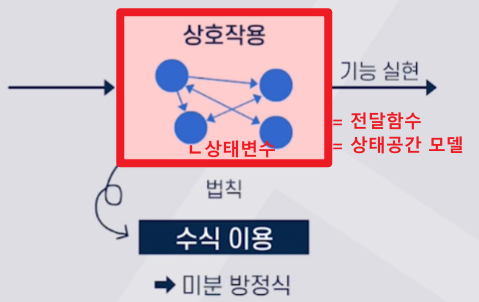 상호작용
기능 실현
= 전달함수
ㄴ상태변수
= 상태공간 모델
법칙
수식 이용
➡ 미분 방정식